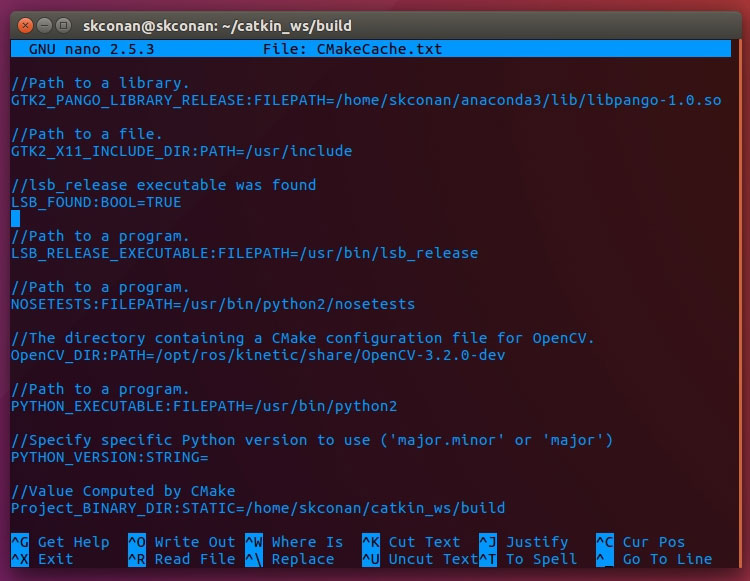 skconan@skconan: ~/catkin_ws/build
GNU nano 2.5.3 File: CMakeCache.txt
//Path to a library.
GTK2_PANGO_LIBRARY_RELEASE:FILEPATH=/home/skconan/anaconda3/lib/libpango-1.0.so
//Path to a file.
GTK2_X11_INCLUDE_DIR:PATH=/usr/include
//lsb_release executable was found
LSB_FOUND:BOOL=TRUE
//Path to a program.
LSB_RELEASE_EXECUTABLE:FILEPATH=/usr/bin/lsb_release
//Path to a program.
NOSETESTS:FILEPATH=/usr/bin/python2/nosetests
//The directory containing a CMake configuration file for OpenCV.
OpenCV_DIR:PATH=/opt/ros/kinetic/share/OpenCV-3.2.0-dev
//Path to a program.
PYTHON_EXECUTABLE:FILEPATH=/usr/bin/python2
//Specify specific Python version to use ('major.minor' or 'major')
PYTHON_VERSION:STRING=
//Value Computed by CMake
Project_BINARY_DIR:STATIC=/home/skconan/catkin_ws/build
^G Get Help ^O Write Out ^W Where Is ^K Cut Text ^J Justify ^C Cur Pos
^X Exit ^R Read File ^\ Replace ^U Uncut Text ^T To Spell ^_ Go To Line